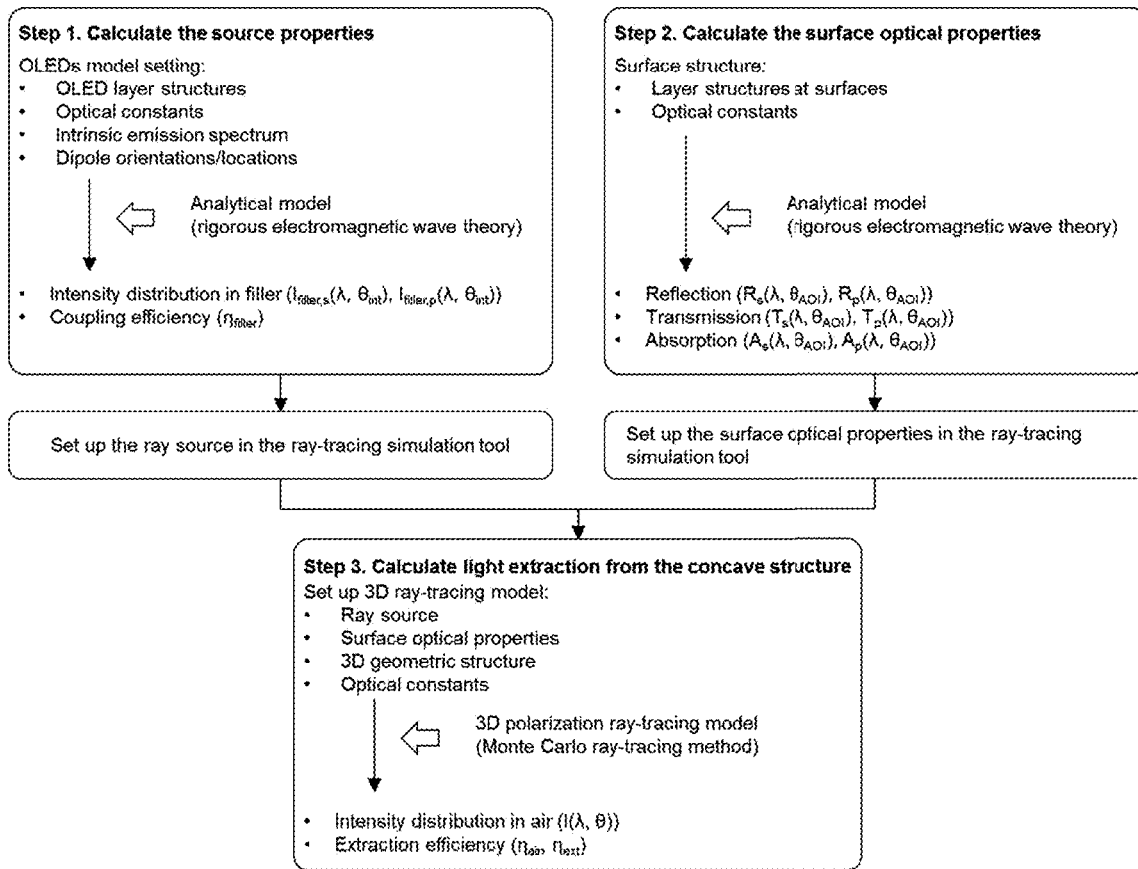 Step 1. Calculate the source properties
OLEDs model setting:
• OLED layer structures
• Optical constants
• Intrinsic emission spectrum
• Dipole orientations/locations
Analytical model
(rigorous electromagnetic wave theory)
• Intensity distribution in filler (I_filler,s(λ, θ_int), I_filler,p(λ, θ_int))
• Coupling efficiency (η_filler)
Set up the ray source in the ray-tracing simulation tool
Step 2. Calculate the surface optical properties
Surface structure:
• Layer structures at surfaces
• Optical constants
Analytical model
(rigorous electromagnetic wave theory)
• Reflection (R_s(λ, θ_AOI), R_p(λ, θ_AOI))
• Transmission (T_s(λ, θ_AOI), T_p(λ, θ_AOI))
• Absorption (A_s(λ, θ_AOI), A_p(λ, θ_AOI))
Set up the surface optical properties in the ray-tracing
simulation tool
Step 3. Calculate light extraction from the concave structure
Set up 3D ray-tracing model:
• Ray source
• Surface optical properties
• 3D geometric structure
• Optical constants
3D polarization ray-tracing model
(Monte Carlo ray-tracing method)
• Intensity distribution in air (I(λ, θ))
• Extraction efficiency (η_air, η_ext)